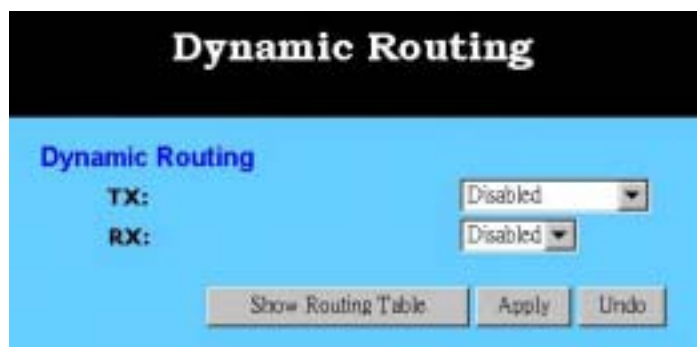 Dynamic Routing
Dynamic Routing
TX: Disabled
RX: Disabled
Show Routing Table Apply Undo